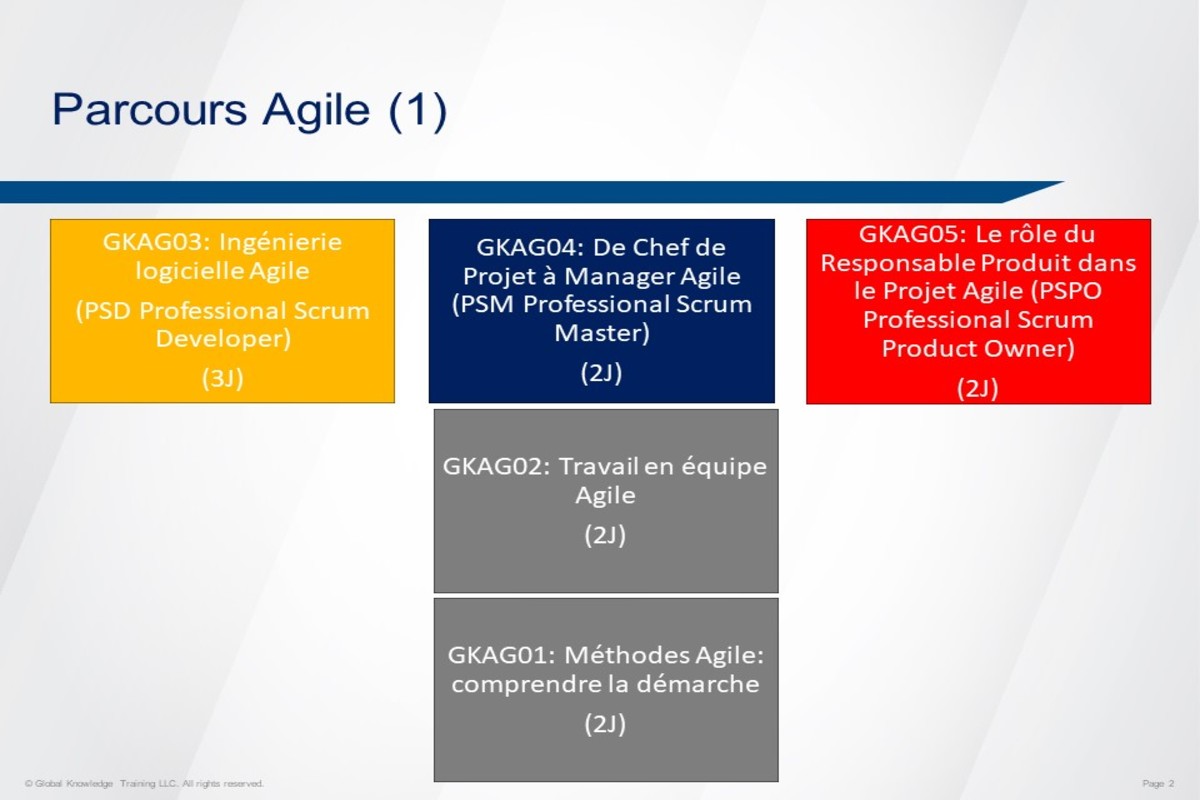 Parcours Agile (1)
GKAG03: Ingénierie
logicielle Agile
(PSD Professional Scrum
Developer)
(3J)
GKAG04: De Chef de
Projet à Manager Agile
(PSM Professional Scrum
Master)
(2J)
GKAG05: Le rôle du
Responsable Produit dans
le Projet Agile (PSPO
Professional Scrum
Product Owner)
(2J)
GKAG02: Travail en équipe
Agile
(2J)
GKAG01: Méthodes Agile:
comprendre la démarche
(2J)
© Global Knowledge Training LLC. All rights reserved.
Page 2